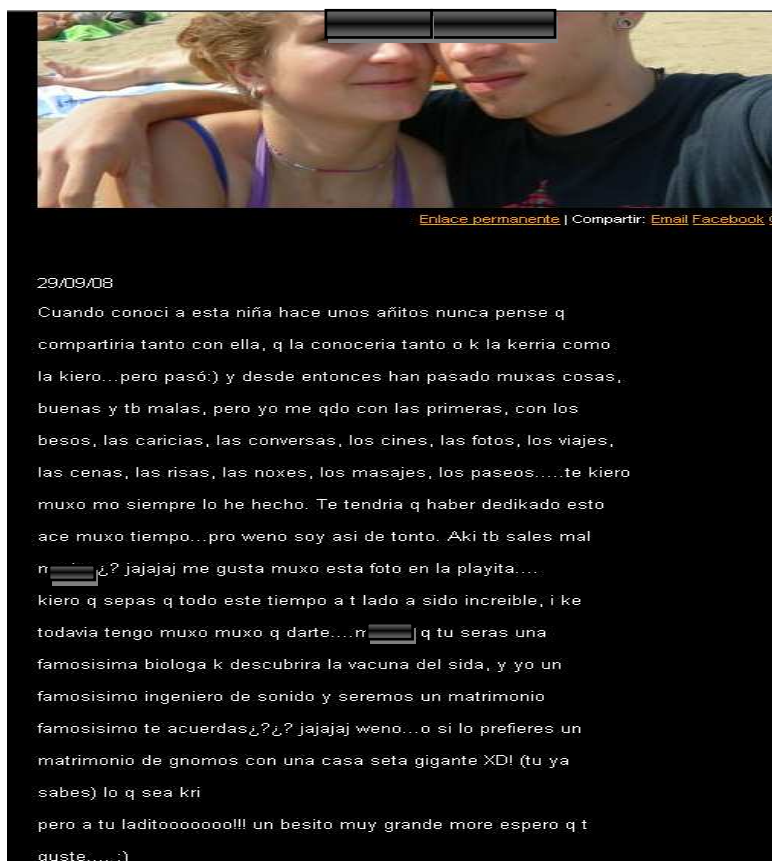 Enlace permanente | Compartir: Email Facebook
29/09/08
Cuando conoci a esta niña hace unos añitos nunca pense q
compartiria tanto con ella, q la conoceria tanto o k la kerria como
la kiero...pero pasó:) y desde entonces han pasado muxas cosas,
buenas y tb malas, pero yo me qdo con las primeras, con los
besos, las caricias, las conversas, los cines, las fotos, los viajes,
las cenas, las risas, las noxes, los masajes, los paseos.....te kiero
muxo mo siempre lo he hecho. Te tendria q haber dedikado esto
ace muxo tiempo...pro weno soy asi de tonto. Aki tb sales mal
¿? jajajaj me gusta muxo esta foto en la playita....
kiero q sepas q todo este tiempo a t lado a sido increible, i ke
todavia tengo muxo muxo q darte.... q tu seras una
famosisima biologa k descubrira la vacuna del sida, y yo un
famosisimo ingeniero de sonido y seremos un matrimonio
famosisimo te acuerdas¿?¿? jajajaj weno...o si lo prefieres un
matrimonio de gnomos con una casa seta gigante XD! (tu ya
sabes) lo q sea kri
pero a tu laditooooooo!!! un besito muy grande more espero q t
guste.... :)